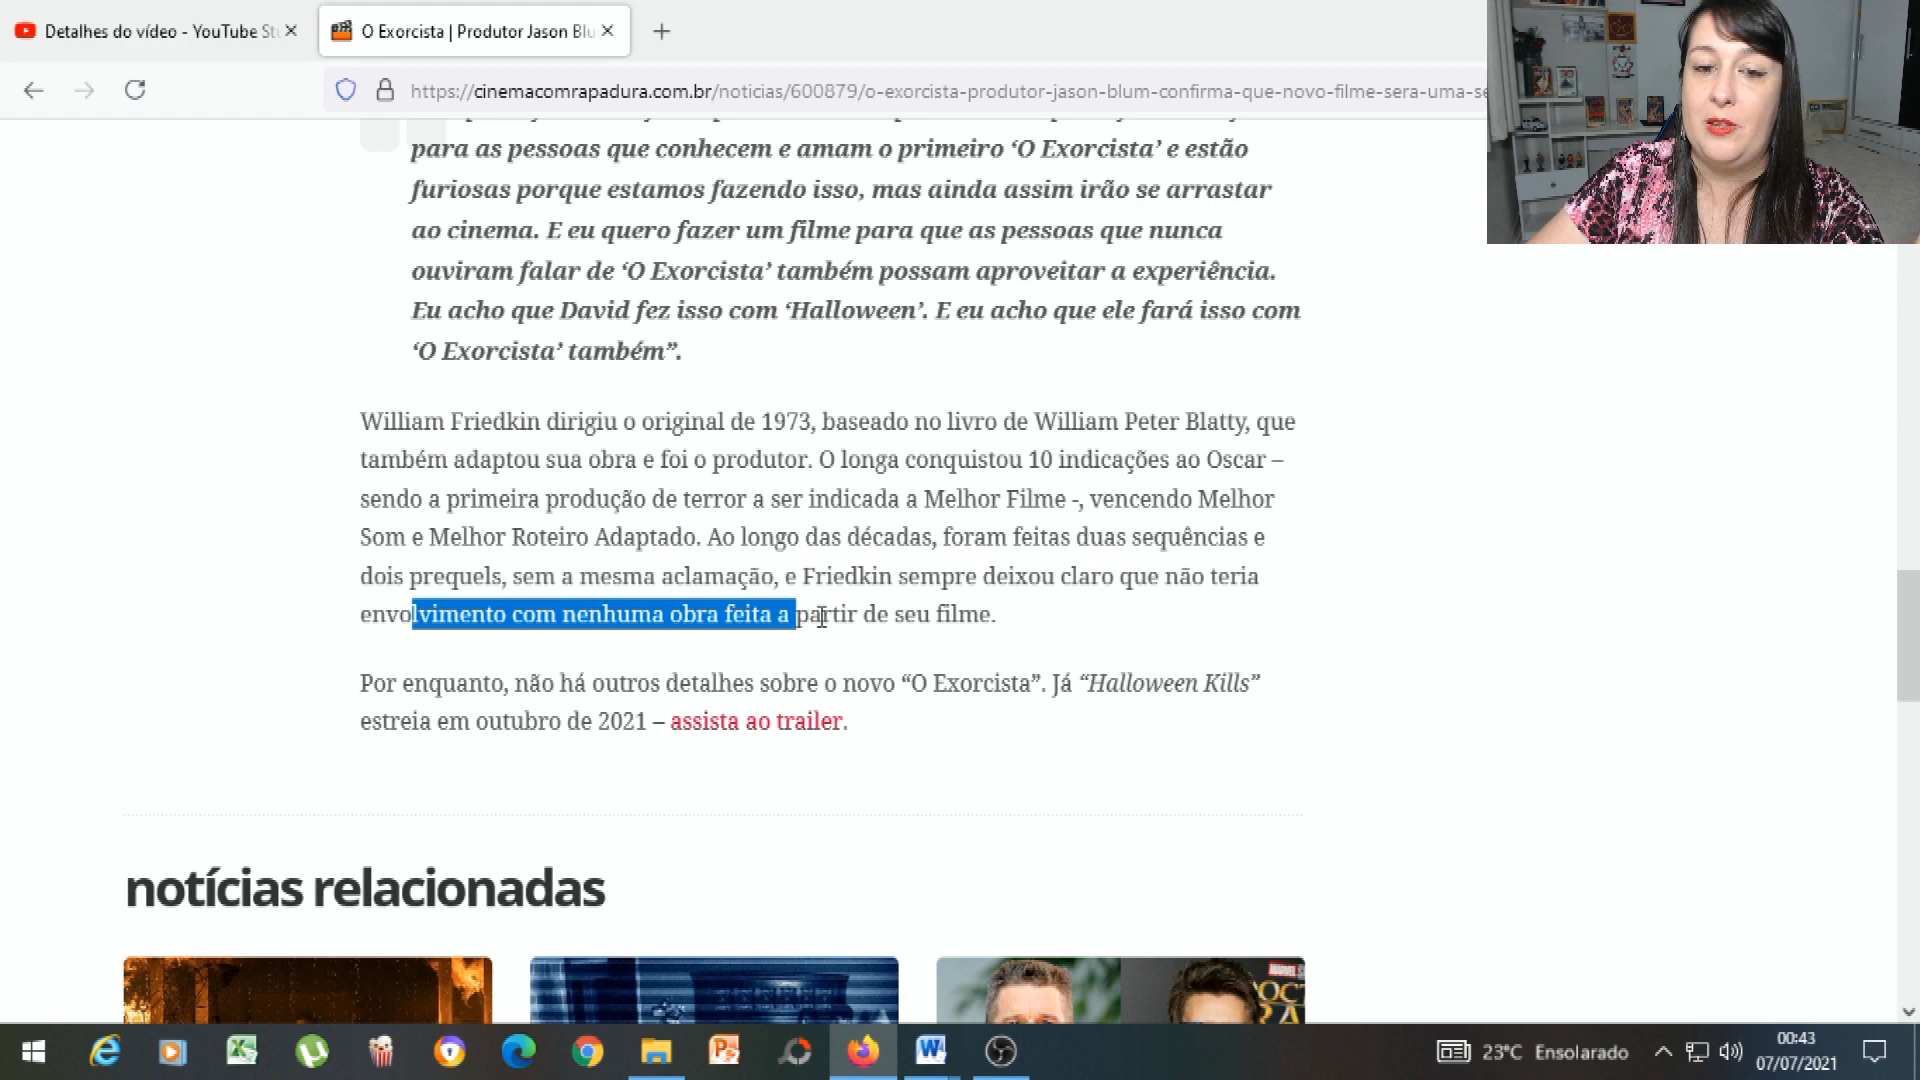 Detalhes do vídeo - YouTube St
O Exorcista | Produtor Jason Blu
https://cinemacomrapadura.com.br/noticias/600879/o-exorcista-produtor-jason-blum-confirma-que-novo-filme-sera-uma-se
para as pessoas que conhecem e amam o primeiro ‘O Exorcista’ e estão
furiosas porque estamos fazendo isso, mas ainda assim irão se arrastar
ao cinema. E eu quero fazer um filme para que as pessoas que nunca
ouviram falar de ‘O Exorcista’ também possam aproveitar a experiência.
Eu acho que David fez isso com ‘Halloween’. E eu acho que ele fará isso com
‘O Exorcista’ também”.
William Friedkin dirigiu o original de 1973, baseado no livro de William Peter Blatty, que
também adaptou sua obra e foi o produtor. O longa conquistou 10 indicações ao Oscar –
sendo a primeira produção de terror a ser indicada a Melhor Filme -, vencendo Melhor
Som e Melhor Roteiro Adaptado. Ao longo das décadas, foram feitas duas sequências e
dois prequels, sem a mesma aclamação, e Friedkin sempre deixou claro que não teria
envolvimento com nenhuma obra feita a partir de seu filme.
Por enquanto, não há outros detalhes sobre o novo “O Exorcista”. Já “Halloween Kills”
estreia em outubro de 2021 – assista ao trailer.
notícias relacionadas
23°C Ensolarado
00:43
07/07/2021